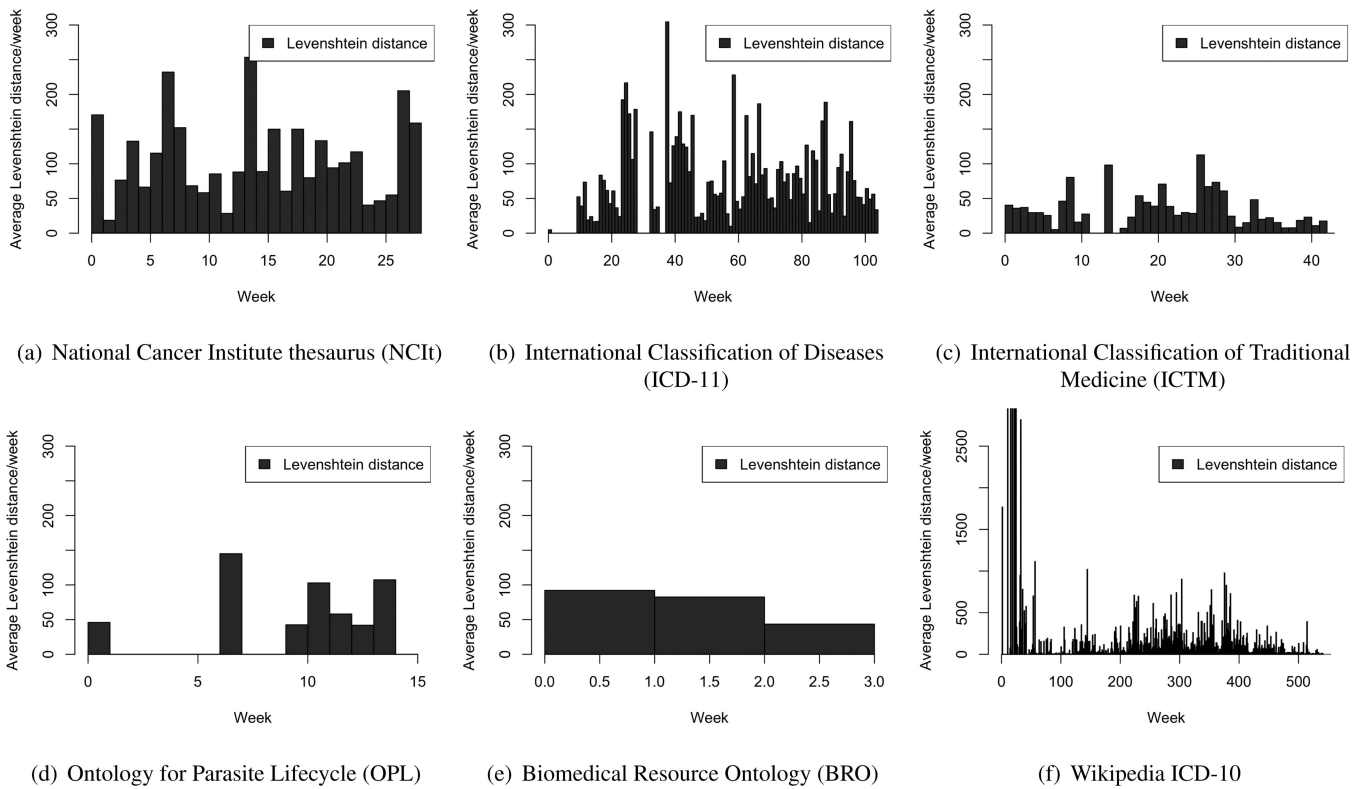 Average Levenshtein distance/week
0 50 100 200 300
Levenshtein distance
0 5 10 15 20 25
Week
(a) National Cancer Institute thesaurus (NCIt)
Average Levenshtein distance/week
0 50 100 200 300
Levenshtein distance
0 20 40 60 80 100
Week
(b) International Classification of Diseases
(ICD-11)
Average Levenshtein distance/week
0 50 100 200 300
Levenshtein distance
0 10 20 30 40
Week
(c) International Classification of Traditional
Medicine (ICTM)
Average Levenshtein distance/week
0 50 100 200 300
Levenshtein distance
0 5 10 15
Week
(d) Ontology for Parasite Lifecycle (OPL)
Average Levenshtein distance/week
0 50 100 200 300
Levenshtein distance
0.0 0.5 1.0 1.5 2.0 2.5 3.0
Week
(e) Biomedical Resource Ontology (BRO)
Average Levenshtein distance/week
0 500 1500 2500
Levenshtein distance
0 100 200 300 400 500
Week
(f) Wikipedia ICD-10